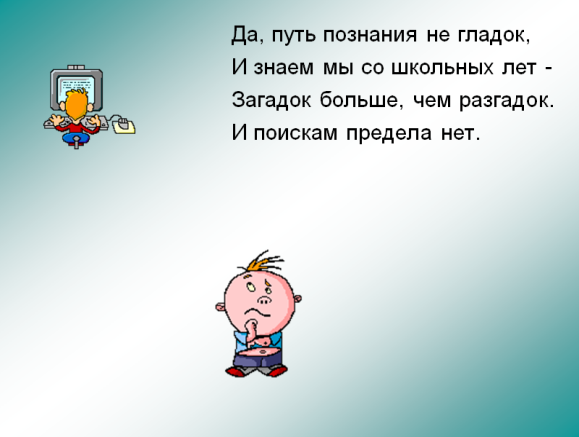 Да, путь познания не гладок,
И знаем мы со школьных лет -
Загадок больше, чем разгадок.
И поискам предела нет.